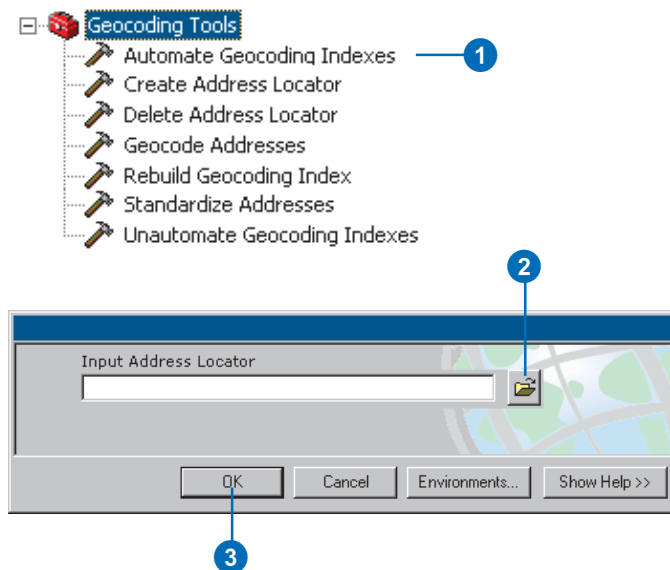 Geocoding Tools
Automate Geocoding Indexes
1
Create Address Locator
Delete Address Locator
Geocode Addresses
Rebuild Geocoding Index
Standardize Addresses
Unautomate Geocoding Indexes
2
Input Address Locator
OK Cancel Environments... Show Help >>
3